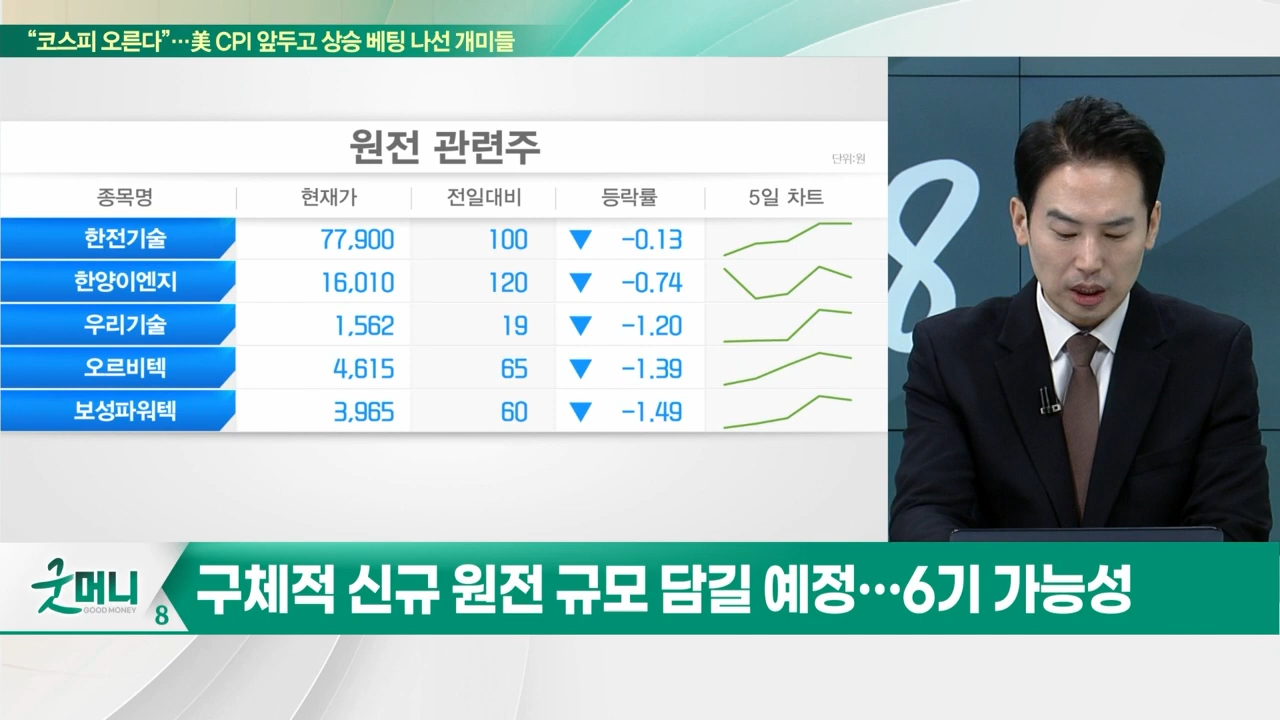 “코스피 오른다”…美 CPI 앞두고 상승 베팅 나선 개미들
원전 관련주
단위:원
종목명 현재가 전일대비 등락률 5일 차트
한전기술 77,900 100 ▼ -0.13
한양이엔지 16,010 120 ▼ -0.74
우리기술 1,562 19 ▼ -1.20
오르비텍 4,615 65 ▼ -1.39
보성파워텍 3,965 60 ▼ -1.49
8
굿머니
GOOD MONEY
8
구체적 신규 원전 규모 담길 예정…6기 가능성